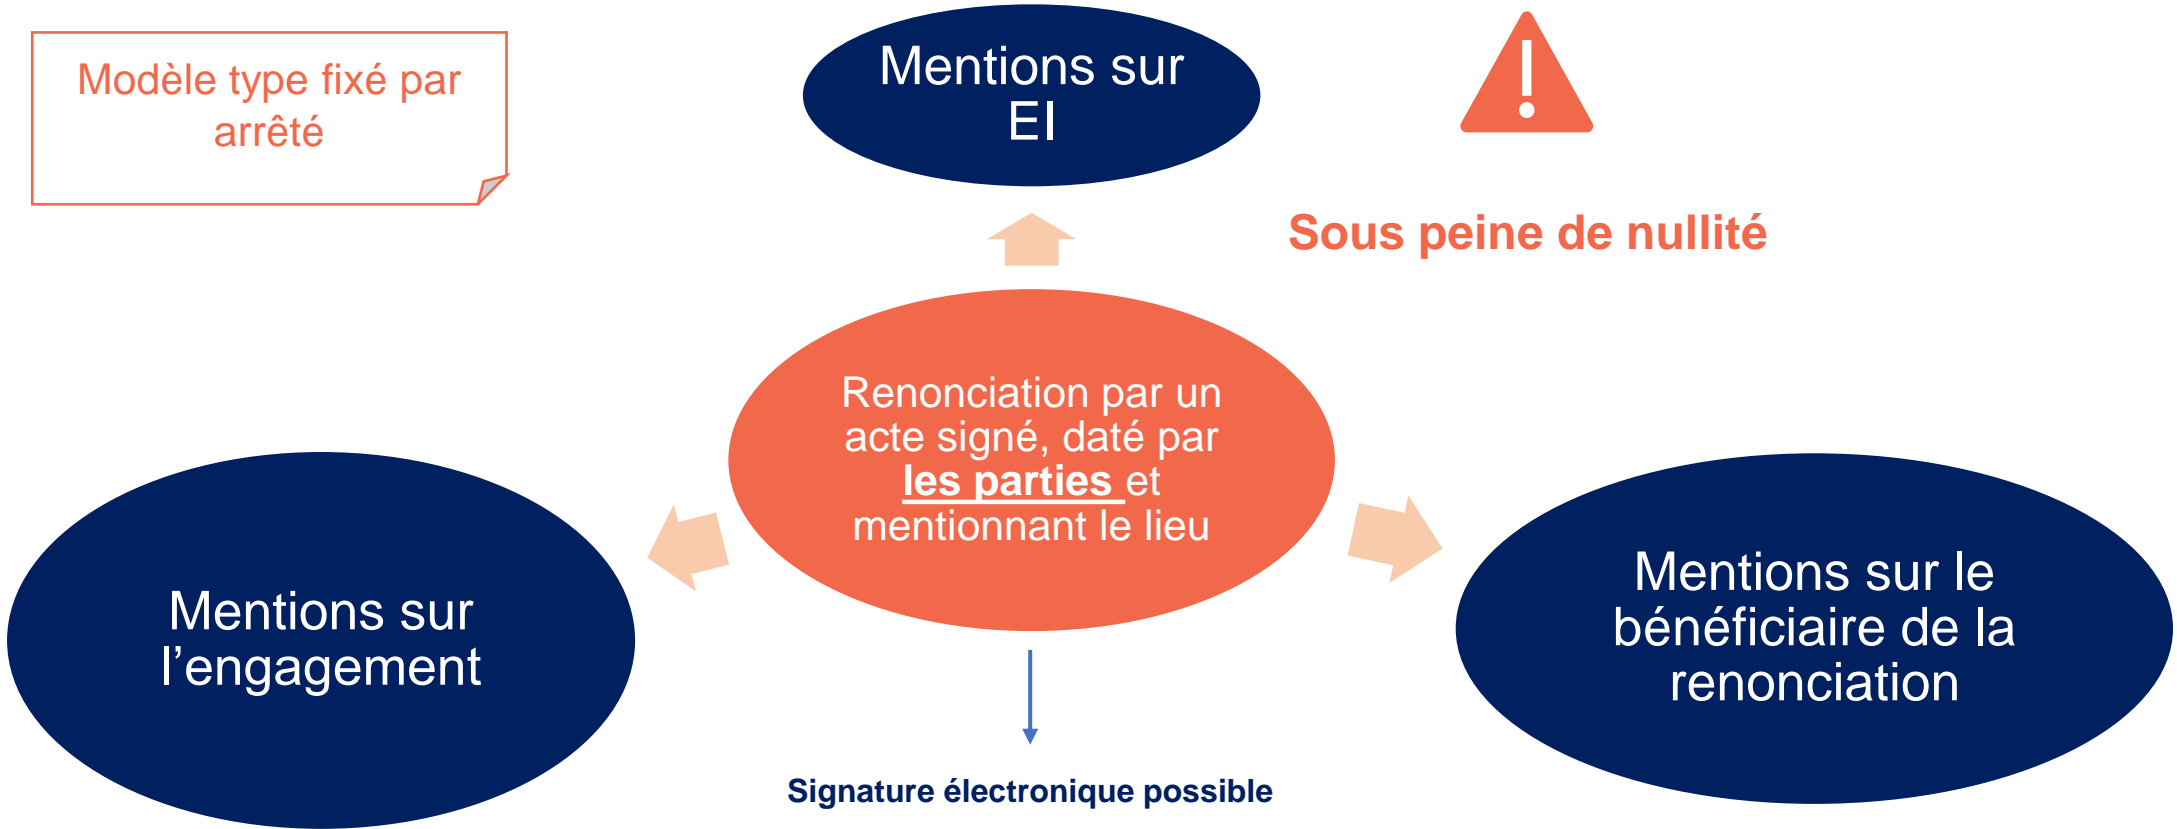 Modèle type fixé par
arrêté
Mentions sur
EI
Sous peine de nullité
Renonciation par un
acte signé, daté par
les parties et
mentionnant le lieu
Mentions sur
l’engagement
Mentions sur le
bénéficiaire de la
renonciation
Signature électronique possible